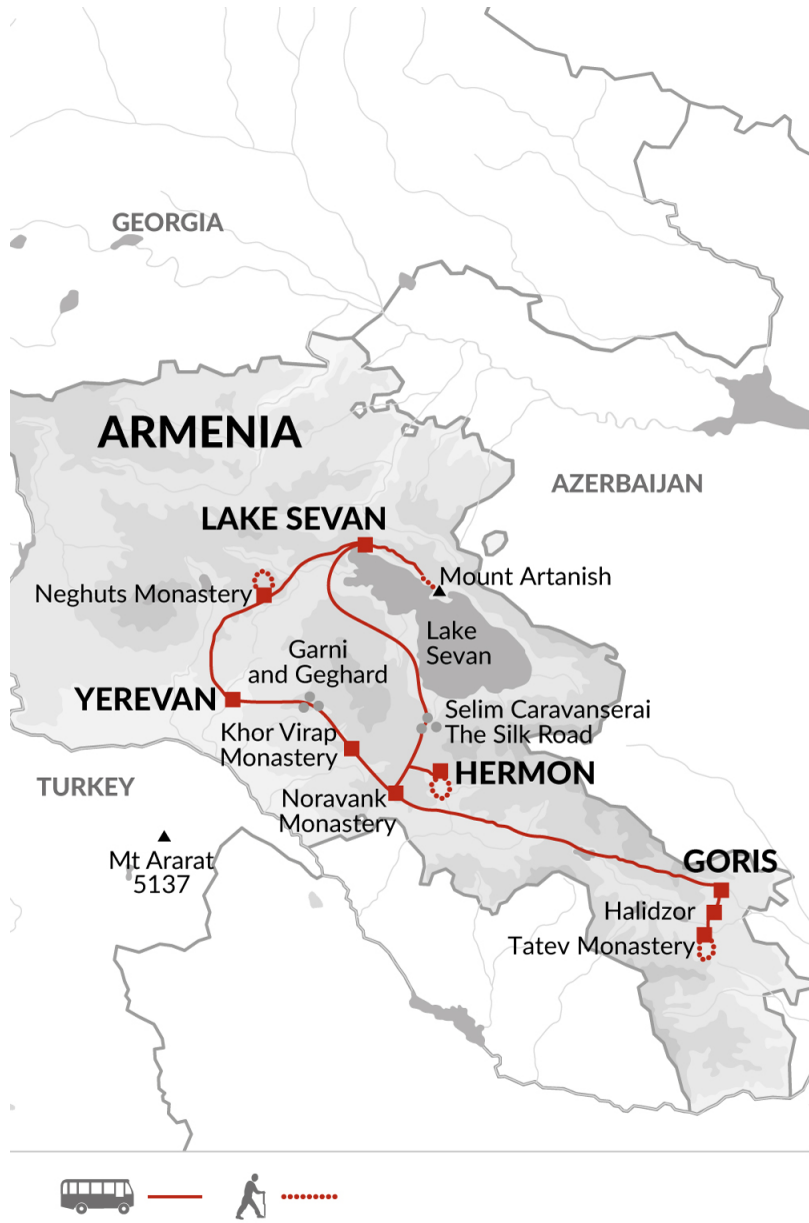 GEORGIA
ARMENIA
AZERBAIJAN
LAKE SEVAN
Mount Artanish
Neghuts Monastery
Lake
Sevan
Garni
and Geghard
YEREVAN
Selim Caravanserai
The Silk Road
Khor Virap
Monastery
HERMON
TURKEY
Noravank
Monastery
Mt Ararat
5137
GORIS
Halidzor
Tatev Monastery